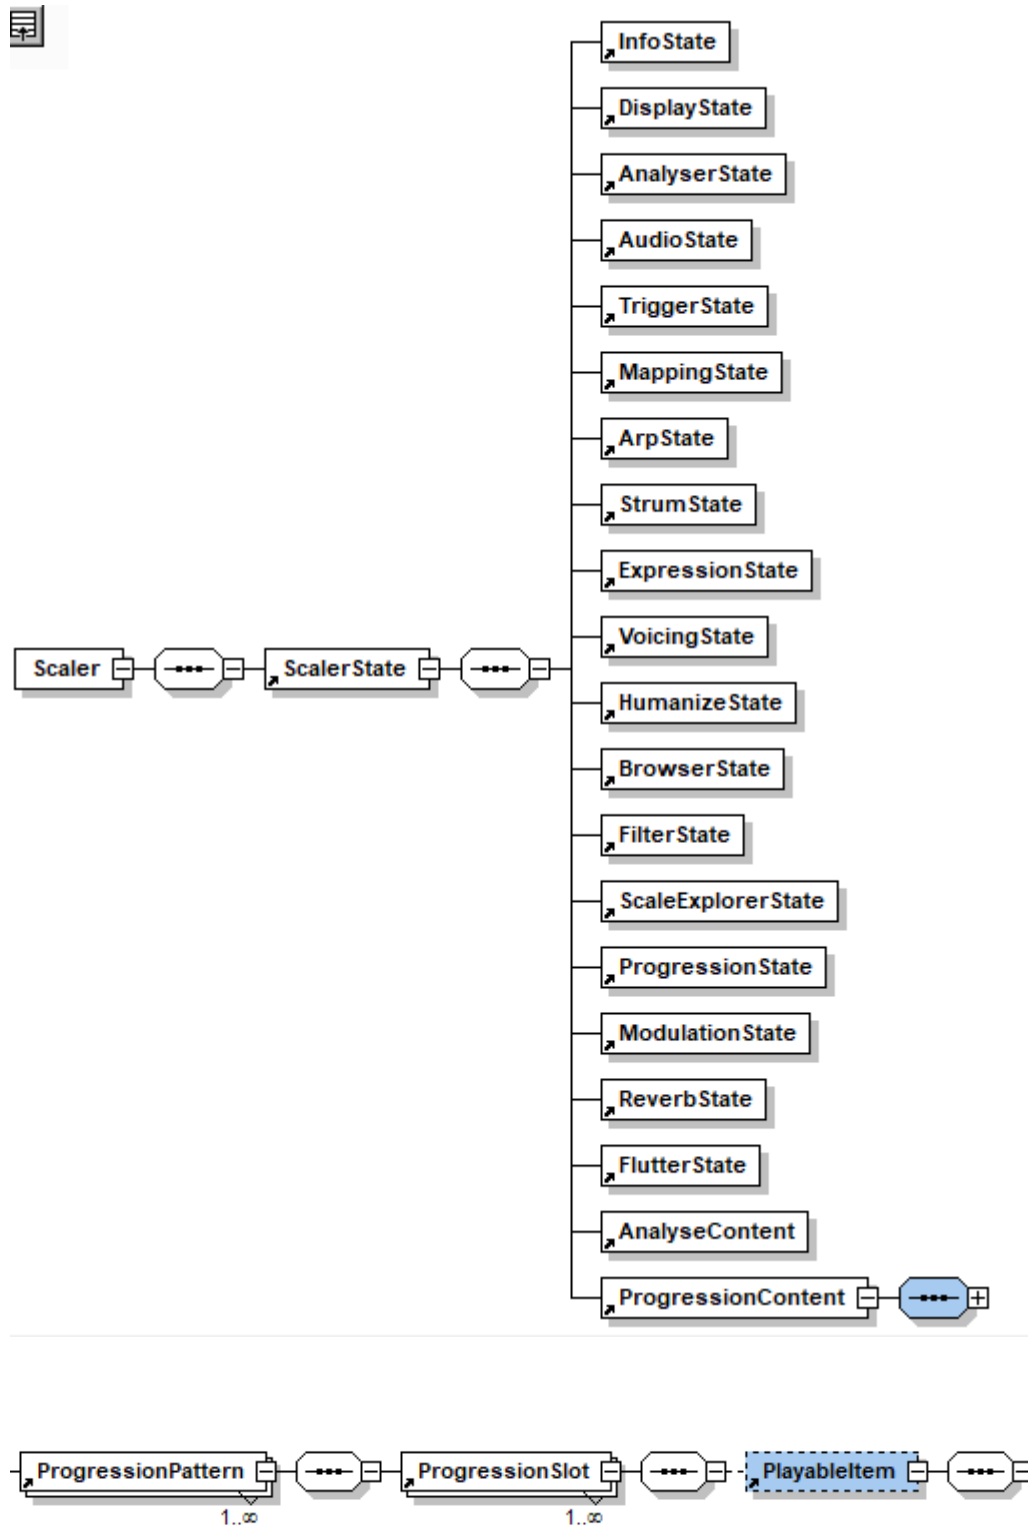 InfoState
DisplayState
AnalyserState
AudioState
TriggerState
MappingState
ArpState
StrumState
ExpressionState
Scaler ScalerState VoicingState
HumanizeState
BrowserState
FilterState
ScaleExplorerState
ProgressionState
ModulationState
ReverbState
FlutterState
AnalyseContent
ProgressionContent
ProgressionPattern ProgressionSlot PlayableItem
1..∞ 1..∞